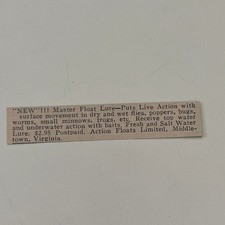 "NEW"!!! Master Float Lure—Puts Live Action with
surface movement in dry and wet flies, poppers, bugs,
worms, small minnows, frogs, etc. Receive top water
and underwater action with baits, Fresh and Salt Water
Lure. $2.95 Postpaid. Action Floats Limited, Middle-
town, Virginia.